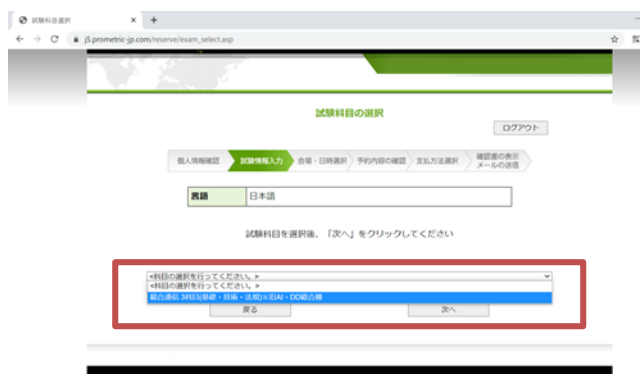 試験科目選択
j5.prometric-jp.com/reserve/exam_select.asp
試験科目の選択
ログアウト
個人情報確認
試験情報入力
会場・日時選択
予約内容の確認
支払方法選択
確認書の表示
メールの送信
言語
日本語
試験科目を選択後、「次へ」をクリックしてください
<科目の選択を行ってください。>
<科目の選択を行ってください。>
総合通信 3科目(基礎・技術・法規)※旧AI・DD総合種
戻る
次へ